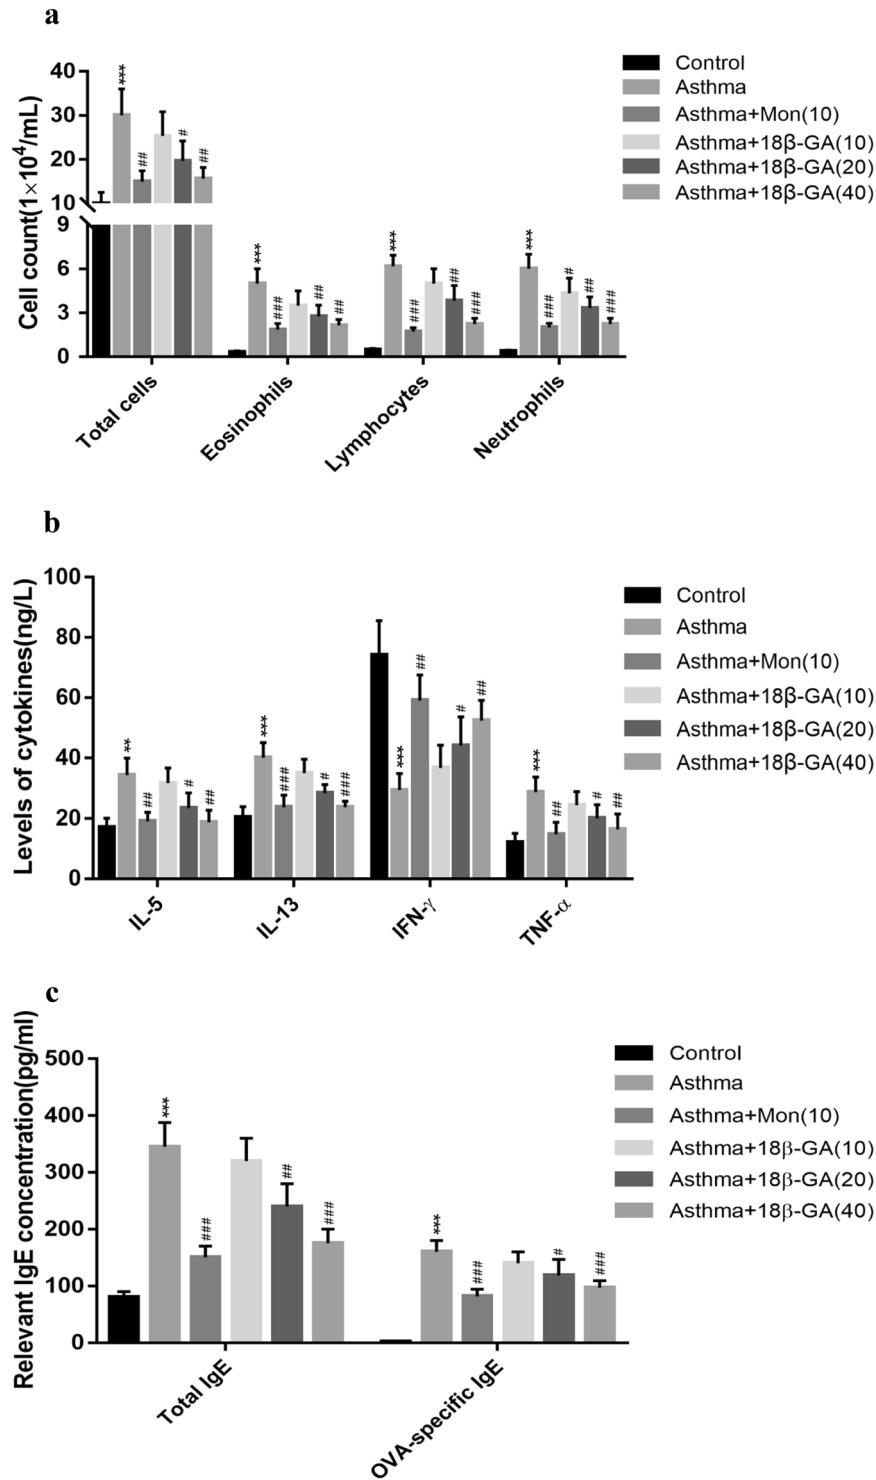 a
Cell count(1×10⁴/mL)
40
30
20
10
9
6
3
0
*** ## # ##
*** ### ## ##
*** ### ## ###
*** ### # ## ###
Total cells
Eosinophils
Lymphocytes
Neutrophils
Control
Asthma
Asthma+Mon(10)
Asthma+18β-GA(10)
Asthma+18β-GA(20)
Asthma+18β-GA(40)
b
Levels of cytokines(ng/L)
100
80
60
40
20
0
** ## # ##
*** ### # ###
*** ## # ##
*** ## # ##
IL-5
IL-13
IFN-γ
TNF-α
Control
Asthma
Asthma+Mon(10)
Asthma+18β-GA(10)
Asthma+18β-GA(20)
Asthma+18β-GA(40)
c
Relevant IgE concentration(pg/ml)
500
400
300
200
100
0
*** ### ## ###
*** ### # ###
Total IgE
OVA-specific IgE
Control
Asthma
Asthma+Mon(10)
Asthma+18β-GA(10)
Asthma+18β-GA(20)
Asthma+18β-GA(40)